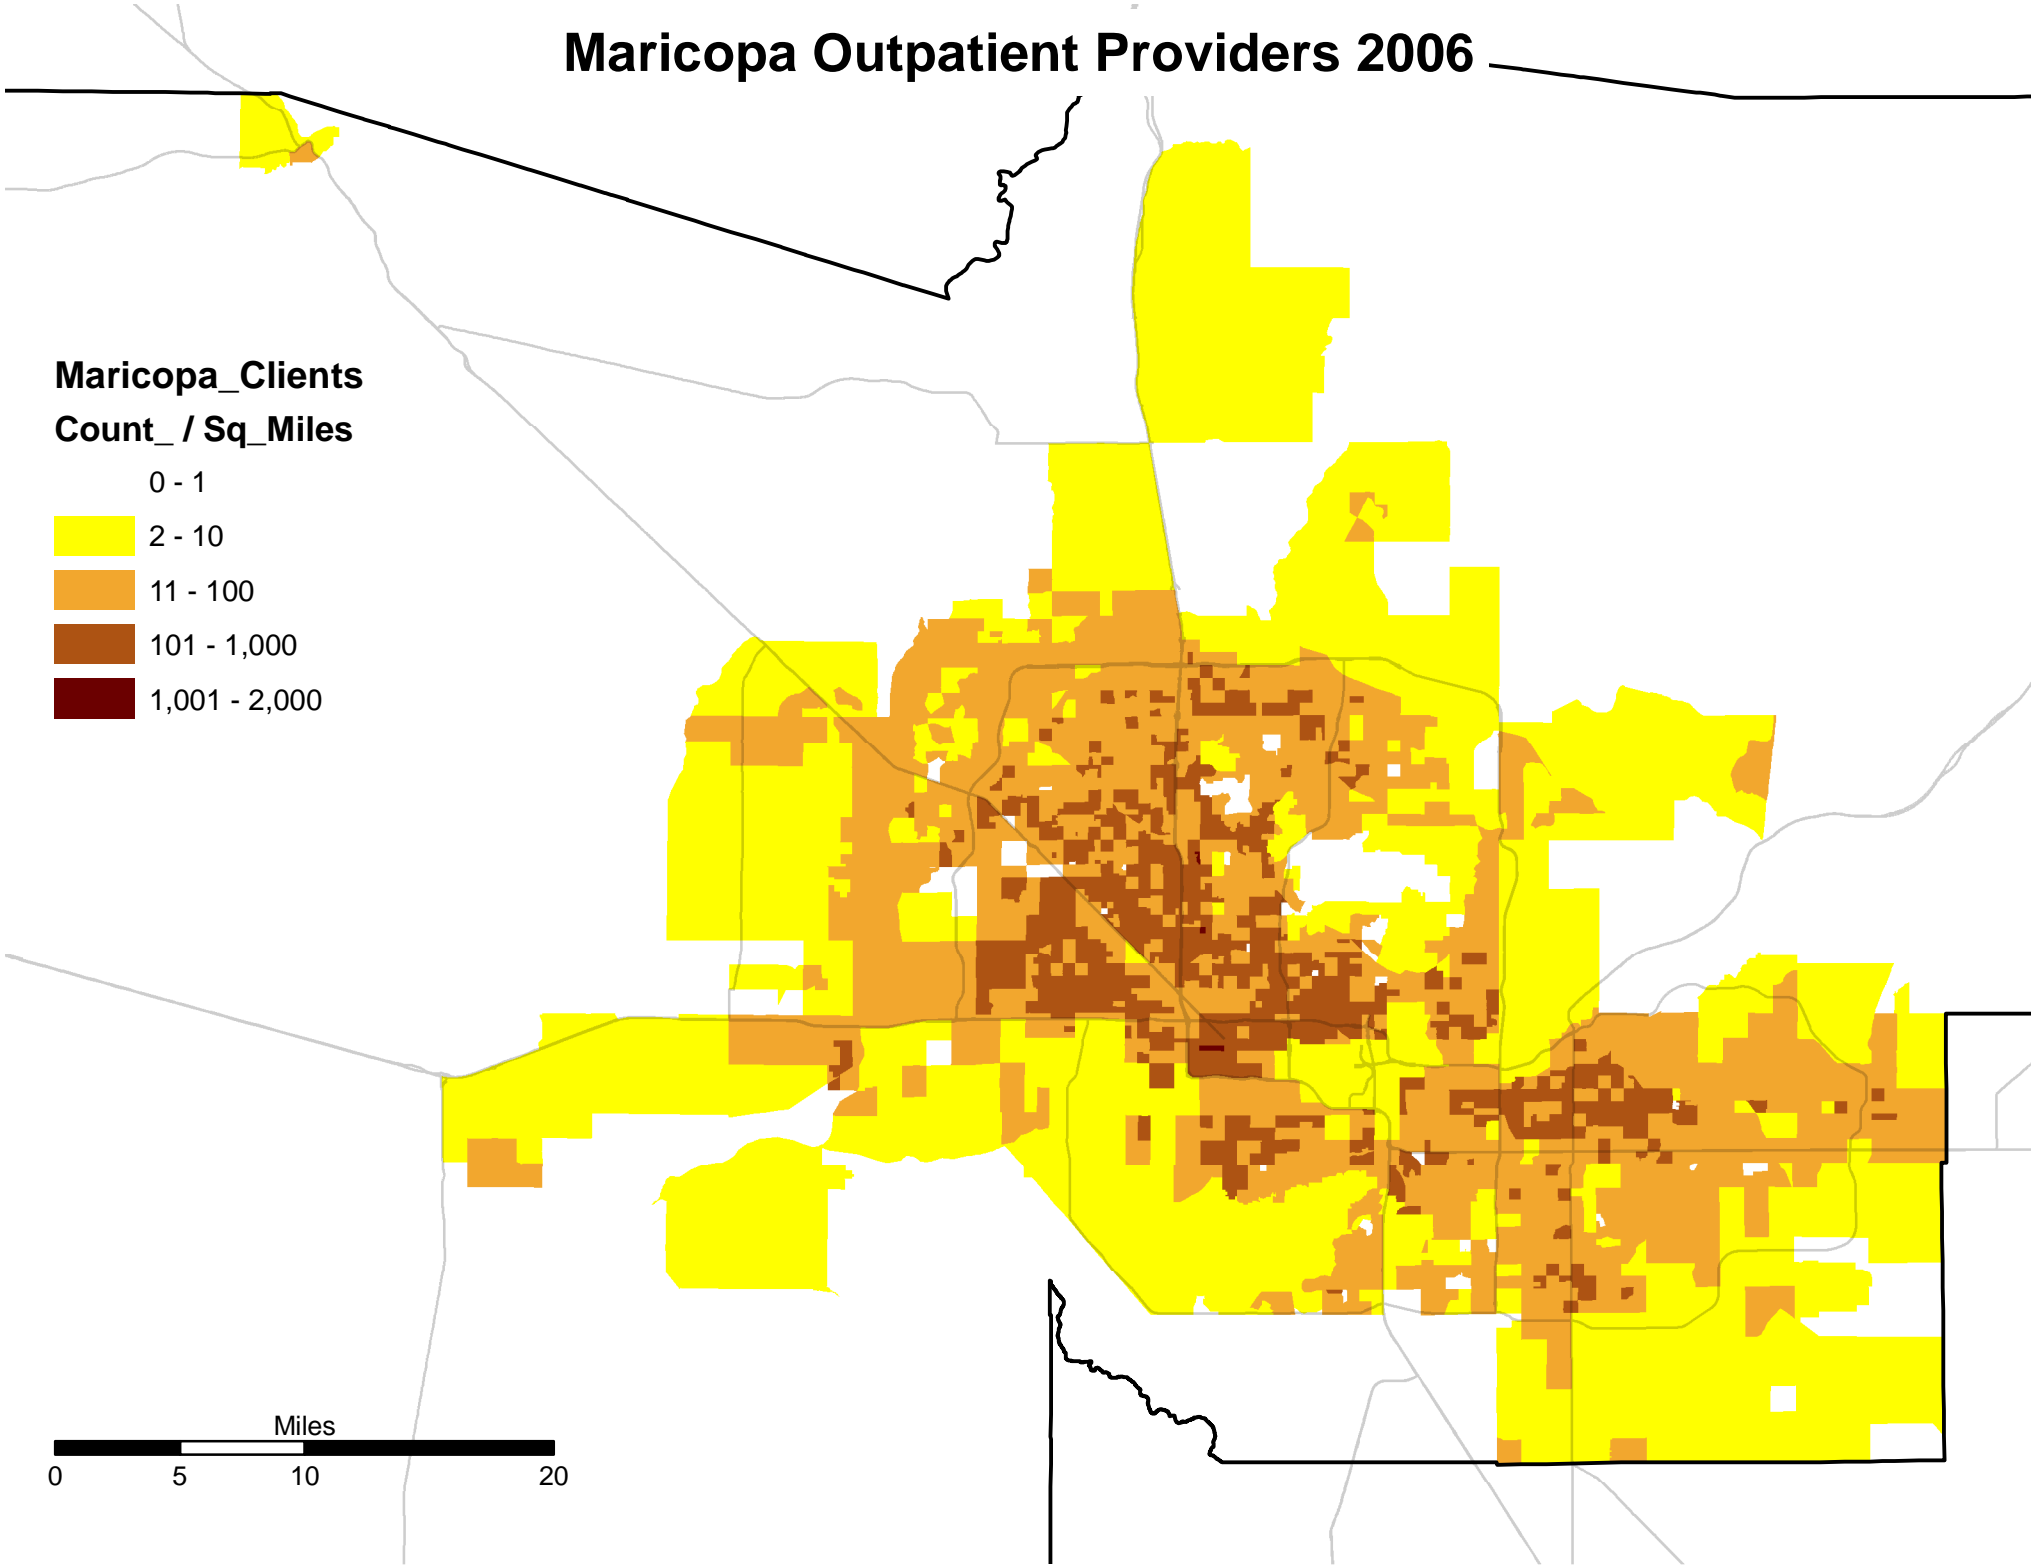 Maricopa Outpatient Providers 2006
Maricopa_Clients
Count_ / Sq_Miles
0 - 1
2 - 10
11 - 100
101 - 1,000
1,001 - 2,000
Miles
0 5 10 20